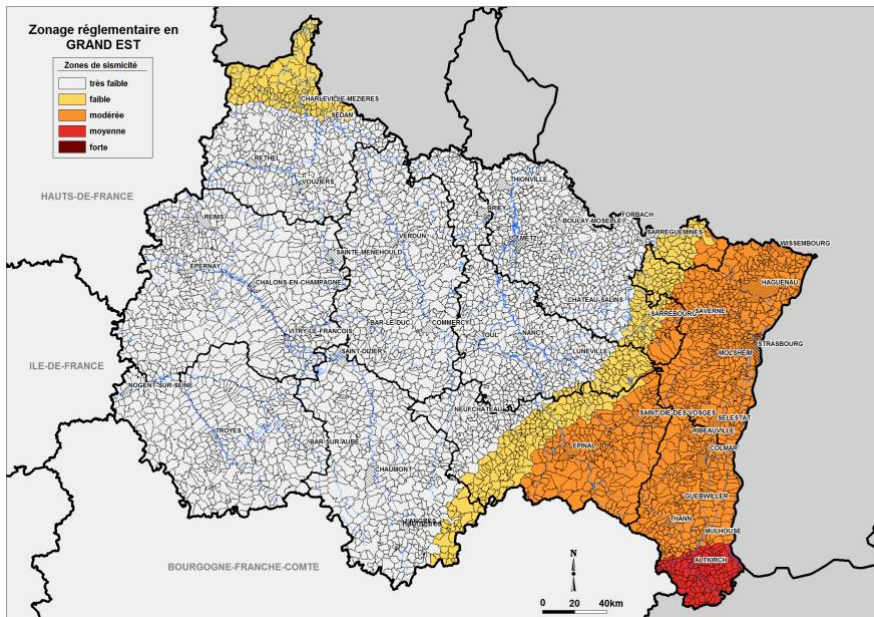 Zonage réglementaire en
GRAND EST
Zones de sismicité
très faible
faible
modérée
moyenne
forte
CHARLEVILLE-MEZIERES
SEDAN
RETHEL
VOUZIERS
HAUTS-DE-FRANCE
THIONVILLE
BRIEY
FORBACH
BOULAY-MOSELLE
REIMS
VERDUN
METZ
SARREGUEMINES
WISSEMBOURG
SAINTE-MENEHOULD
EPERNAY
CHALONS-EN-CHAMPAGNE
HAGUENAU
CHATEAU-SALINS
SARREBOURG
SAVERNE
VITRY-LE-FRANCOIS
BAR-LE-DUC
COMMERCY
TOUL
NANCY
STRASBOURG
SAINT-DIZIER
LUNEVILLE
MOLSHEIM
ILE-DE-FRANCE
NOGENT-SUR-SEINE
NEUFCHATEAU
SAINT-DIE-DES-VOSGES
SELESTAT
TROYES
RIBEAUVILLE
BAR-SUR-AUBE
EPINAL
COLMAR
CHAUMONT
GUEBWILLER
LANGRES
THANN
MULHOUSE
ALTKIRCH
BOURGOGNE-FRANCHE-COMTE
N
0 20 40km